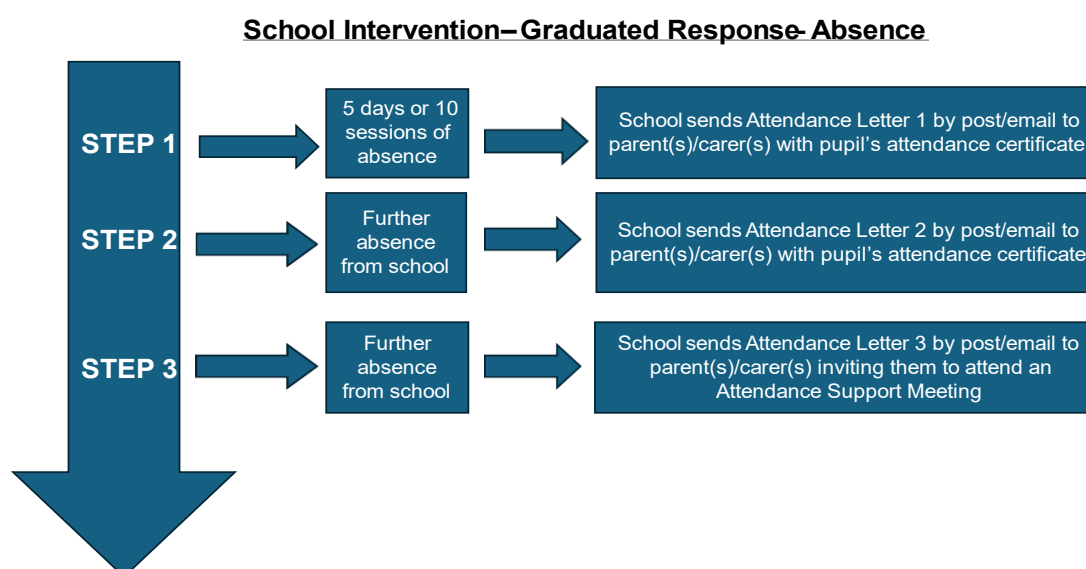 School Intervention–Graduated Response-Absence
STEP 1
5 days or 10
sessions of
absence
School sends Attendance Letter 1 by post/email to
parent(s)/carer(s) with pupil's attendance certificate
STEP 2
Further
absence
from school
School sends Attendance Letter 2 by post/email to
parent(s)/carer(s) with pupil's attendance certificate
STEP 3
Further
absence
from school
School sends Attendance Letter 3 by post/email to
parent(s)/carer(s) inviting them to attend an
Attendance Support Meeting